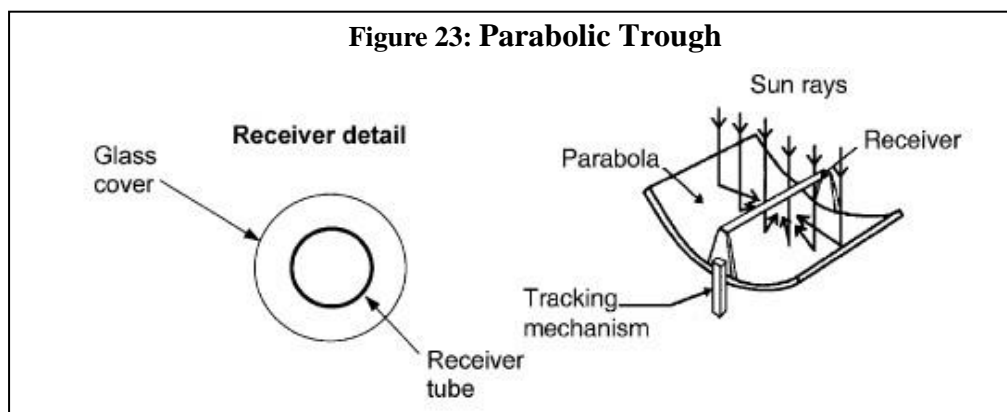 Figure 23: Parabolic Trough
Receiver detail
Glass
cover
Receiver
tube
Sun rays
Parabola
Receiver
Tracking
mechanism